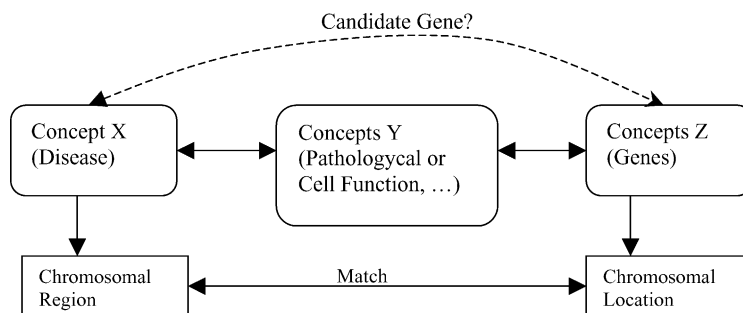 Candidate Gene?
Concept X
(Disease)
Concepts Y
(Pathologycal or
Cell Function, …)
Concepts Z
(Genes)
Chromosomal
Region
Match
Chromosomal
Location